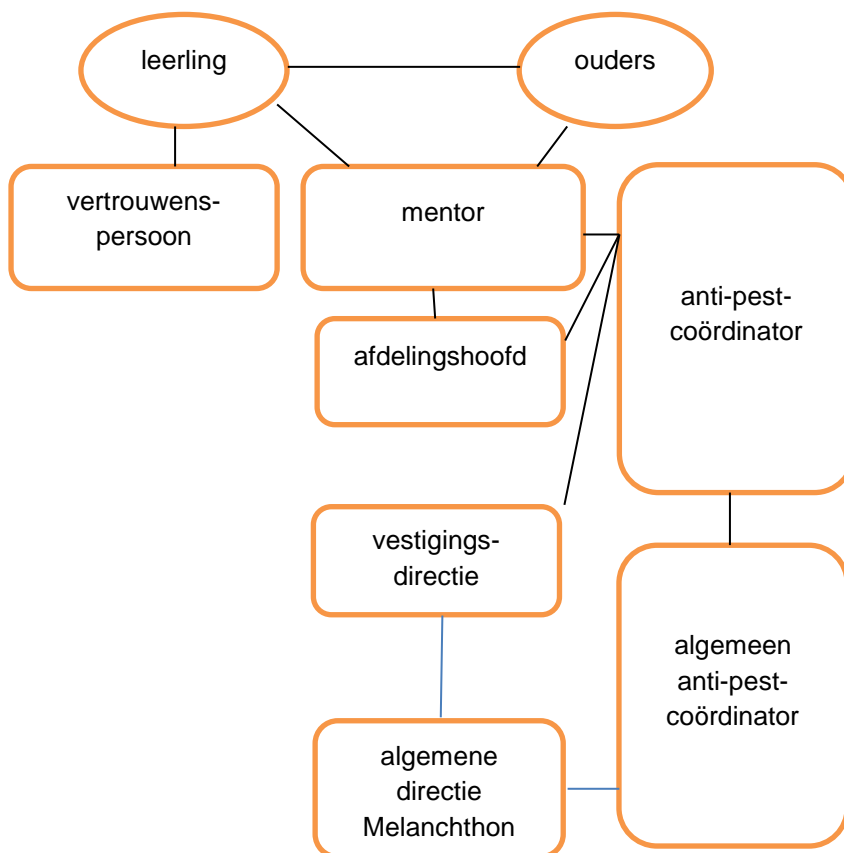 leerling
ouders
vertrouwens-
persoon
mentor
anti-pest-
coördinator
afdelingshoofd
vestigings-
directie
algemeen
anti-pest-
coördinator
algemene
directie
Melanchthon